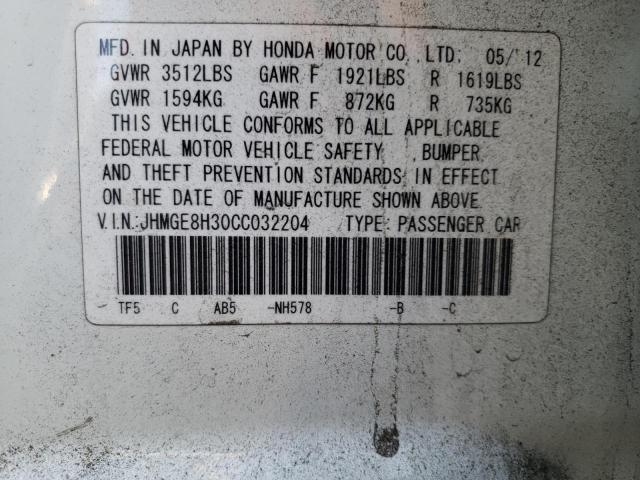 MFD. IN JAPAN BY HONDA MOTOR CO.,LTD. 05/'12
GVWR 3512LBS GAWR F 1921LBS R 1619LBS
GVWR 1594KG GAWR F 872KG R 735KG
THIS VEHICLE CONFORMS TO ALL APPLICABLE
FEDERAL MOTOR VEHICLE SAFETY ,BUMPER
AND THEFT PREVENTION STANDARDS IN EFFECT
ON THE DATE OF MANUFACTURE SHOWN ABOVE.
V.I.N.:JHMGE8H30CC032204 TYPE: PASSENGER CAR
TF5 C AB5 -NH578 -B -C